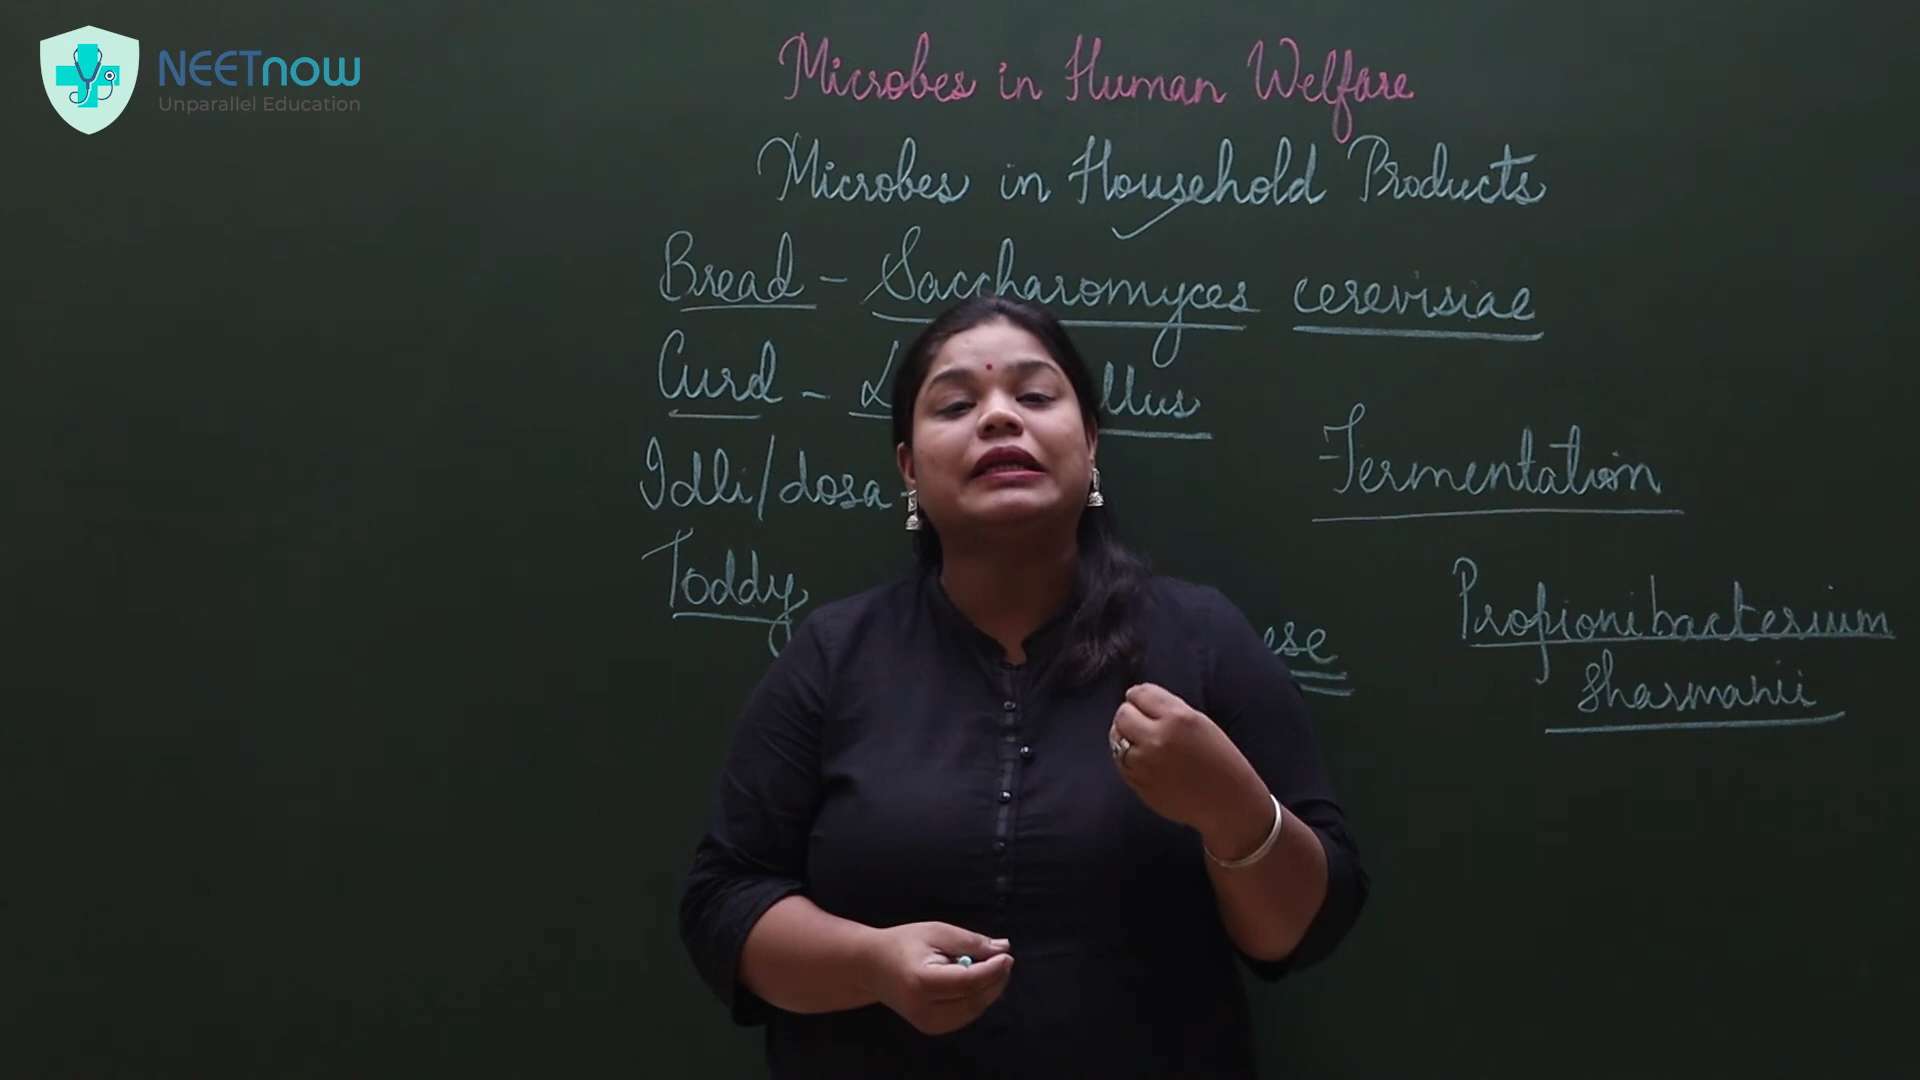 NEETnow
Unparallel Education
Microbes in Human Welfare
Microbes in Household Products
Bread - Saccharomyces cerevisiae
Curd -
Idli/dosa -
Fermentation
Toddy
Propionibacterium
sharmanii